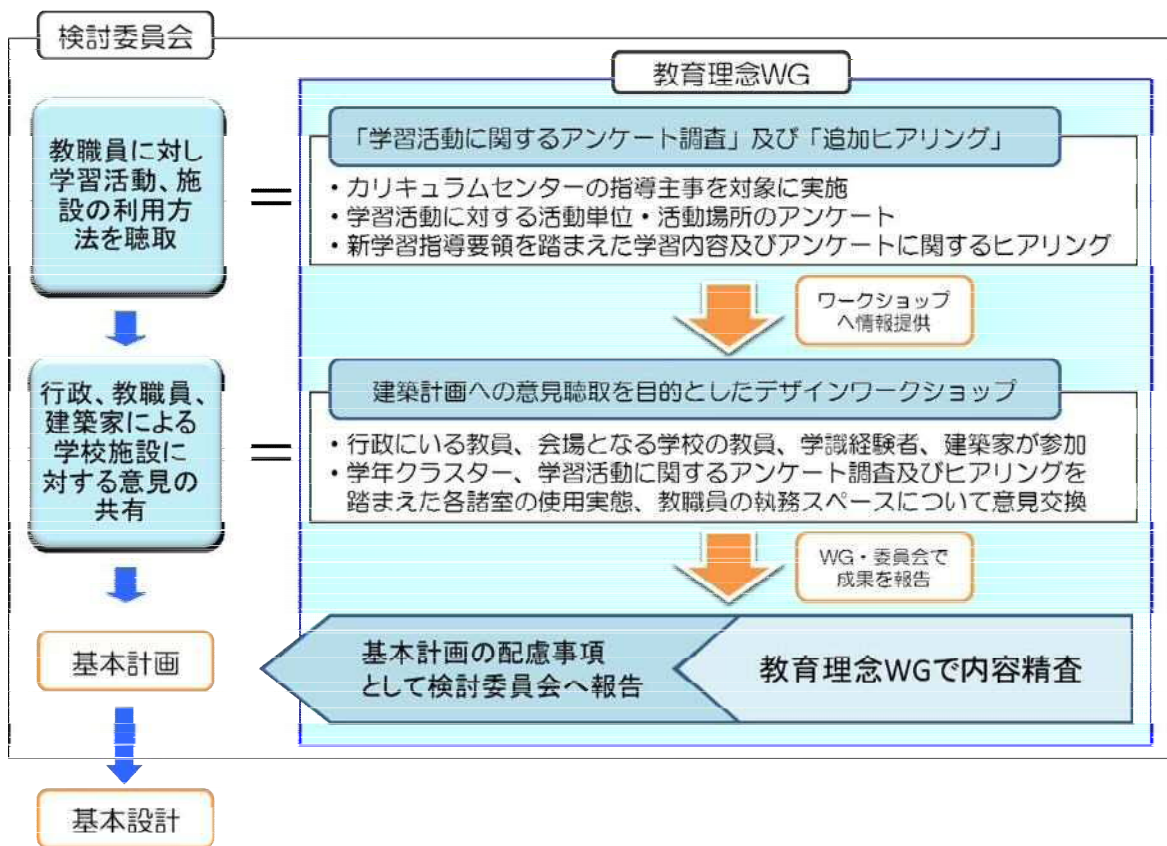 検討委員会
教育理念WG
教職員に対し
学習活動、施
設の利用方
法を聴取
＝
「学習活動に関するアンケート調査」及び「追加ヒアリング」
・カリキュラムセンターの指導主事を対象に実施
・学習活動に対する活動単位・活動場所のアンケート
・新学習指導要領を踏まえた学習内容及びアンケートに関するヒアリング
ワークショップ
へ情報提供
行政、教職員、
建築家による
学校施設に
対する意見の
共有
＝
建築計画への意見聴取を目的としたデザインワークショップ
・行政にいる教員、会場となる学校の教員、学識経験者、建築家が参加
・学年クラスター、学習活動に関するアンケート調査及びヒアリングを
踏まえた各諸室の使用実態、教職員の執務スペースについて意見交換
WG・委員会で
成果を報告
基本計画
基本計画の配慮事項
として検討委員会へ報告
教育理念WGで内容精査
基本設計